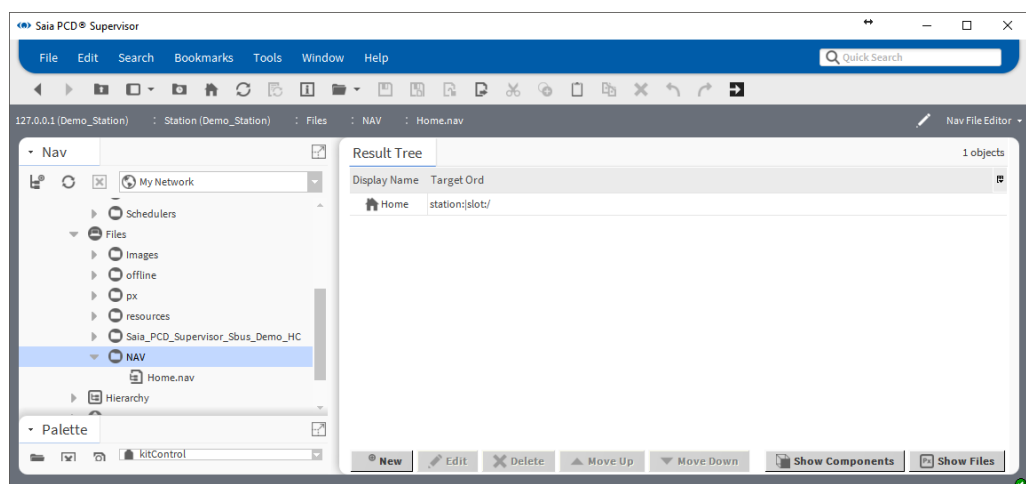 Saia PCD® Supervisor
File Edit Search Bookmarks Tools Window Help
Quick Search
127.0.0.1 (Demo_Station) : Station (Demo_Station) : Files : NAV : Home.nav
Nav File Editor
Nav
My Network
Schedulers
Files
Images
offline
px
resources
Saia_PCD_Supervisor_Sbus_Demo_HC
NAV
Home.nav
Hierarchy
Palette
kitControl
Result Tree
1 objects
Display Name Target Ord
Home station:|slot:/
New Edit Delete Move Up Move Down Show Components Px Show Files